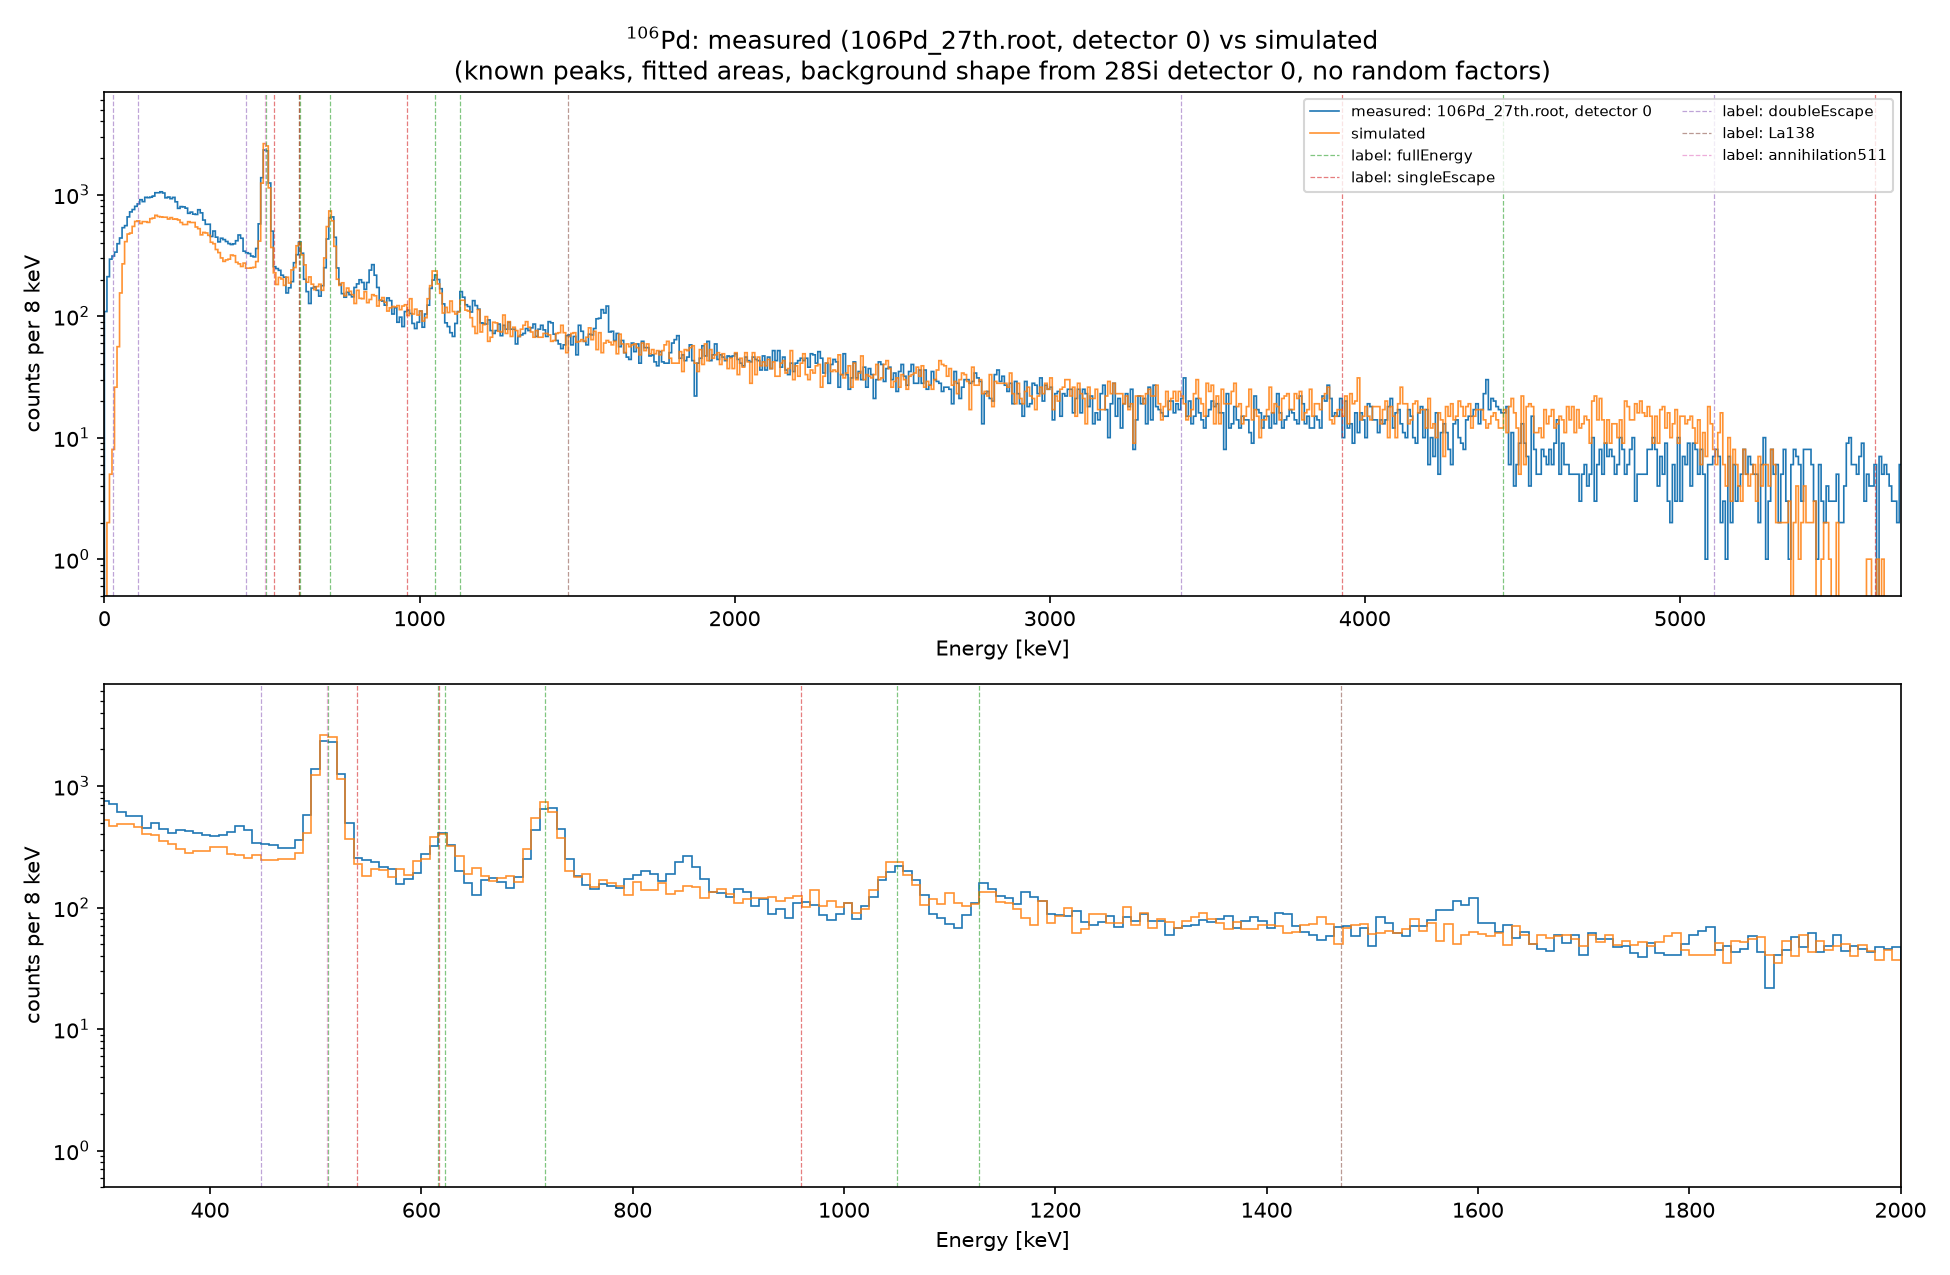 ¹⁰⁶Pd: measured (106Pd_27th.root, detector 0) vs simulated
(known peaks, fitted areas, background shape from 28Si detector 0, no random factors)
measured: 106Pd_27th.root, detector 0
simulated
label: fullEnergy
label: singleEscape
label: doubleEscape
label: La138
label: annihilation511
counts per 8 keV
10³
10²
10¹
10⁰
0 1000 2000 3000 4000 5000
Energy [keV]
counts per 8 keV
10³
10²
10¹
10⁰
400 600 800 1000 1200 1400 1600 1800 2000
Energy [keV]